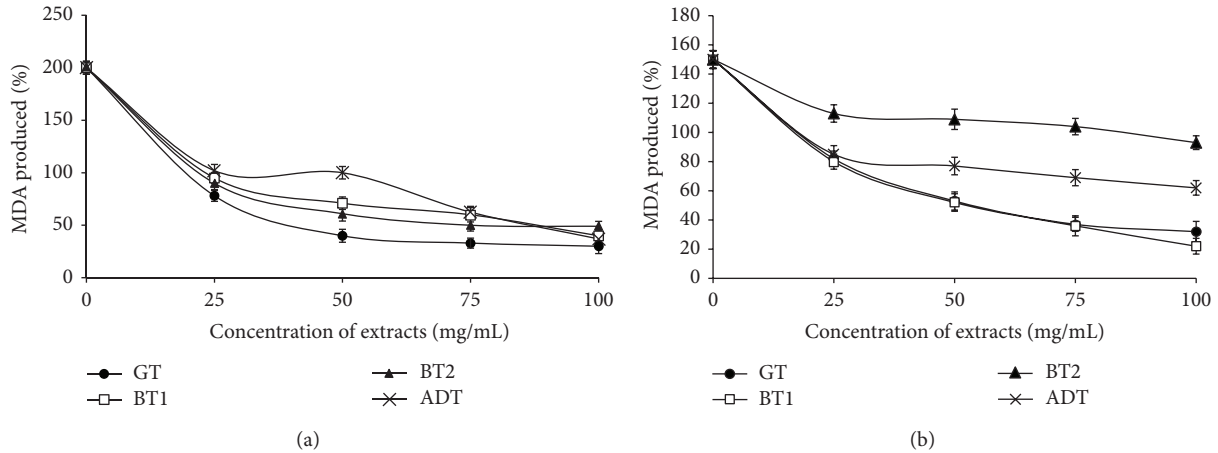 MDA produced (%)
250
200
150
100
50
0
0 25 50 75 100
Concentration of extracts (mg/mL)
GT BT2
BT1 ADT
(a)
MDA produced (%)
180
160
140
120
100
80
60
40
20
0
0 25 50 75 100
Concentration of extracts (mg/mL)
GT BT2
BT1 ADT
(b)